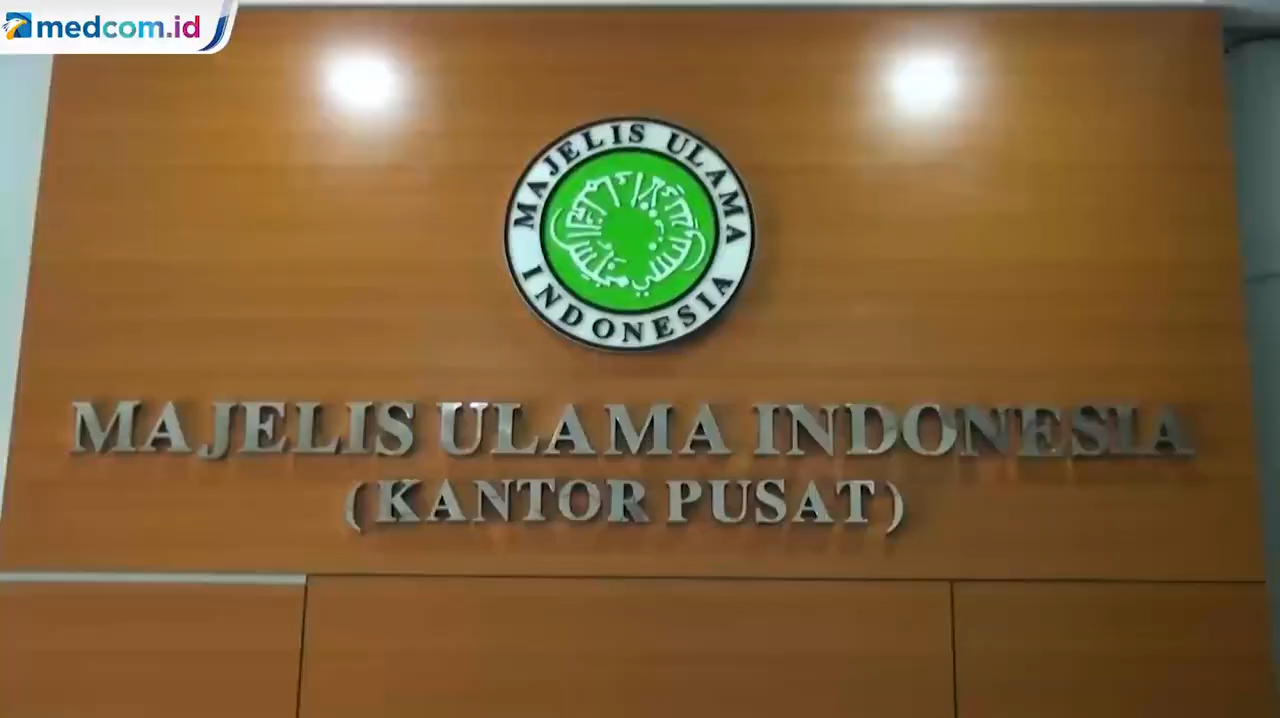 medcom.id
MAJELIS ULAMA
INDONESIA
MAJELIS ULAMA INDONESIA
(KANTOR PUSAT)